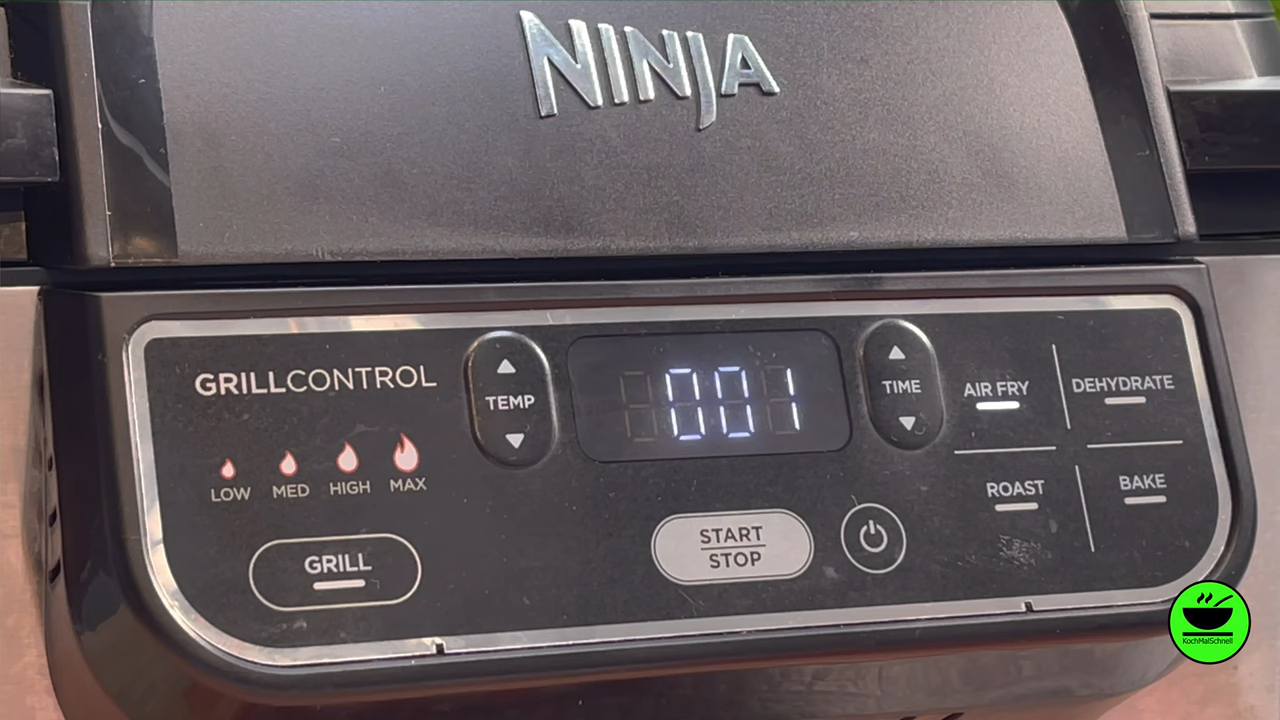 NINJA
GRILLCONTROL
TEMP
001
TIME
AIR FRY
DEHYDRATE
LOW MED HIGH MAX
ROAST
BAKE
GRILL
START
STOP
KochMalSchnell